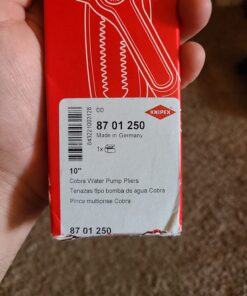 DD
KNIPEX
87 01 250
Made in Germany
1x
10"
Cobra Water Pump Pliers
Tenazas tipo bomba de agua Cobra
Pince multiprise Cobra
87 01 250